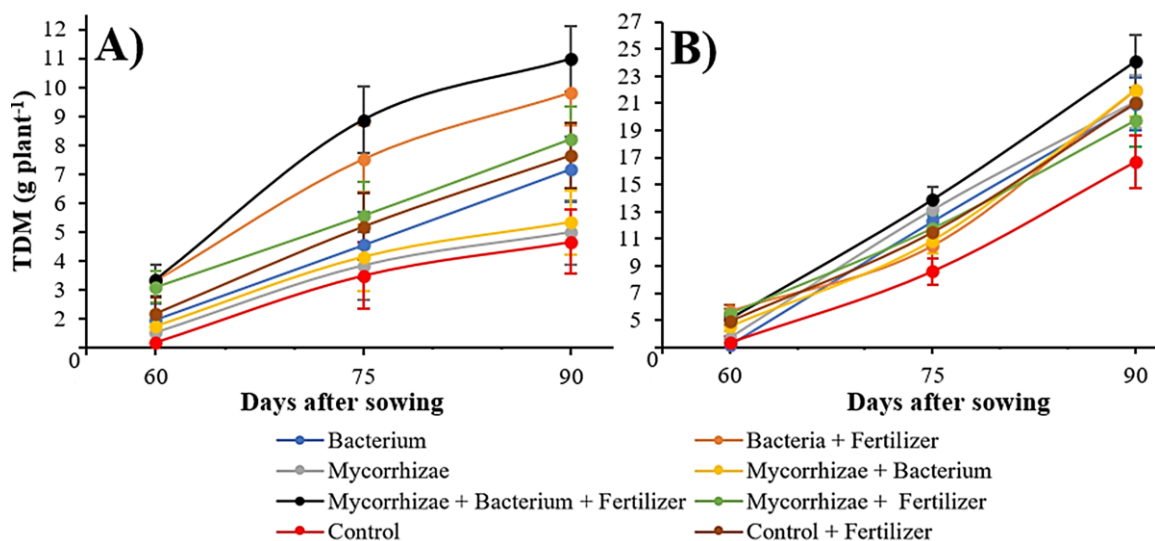 A)
TDM (g plant-1)
12
11
10
9
8
7
6
5
4
3
2
0
60
75
90
Days after sowing
B)
27
25
23
21
19
17
15
13
11
9
7
5
0
60
75
90
Days after sowing
Bacterium
Bacteria + Fertilizer
Mycorrhizae
Mycorrhizae + Bacterium
Mycorrhizae + Bacterium + Fertilizer
Mycorrhizae + Fertilizer
Control
Control + Fertilizer